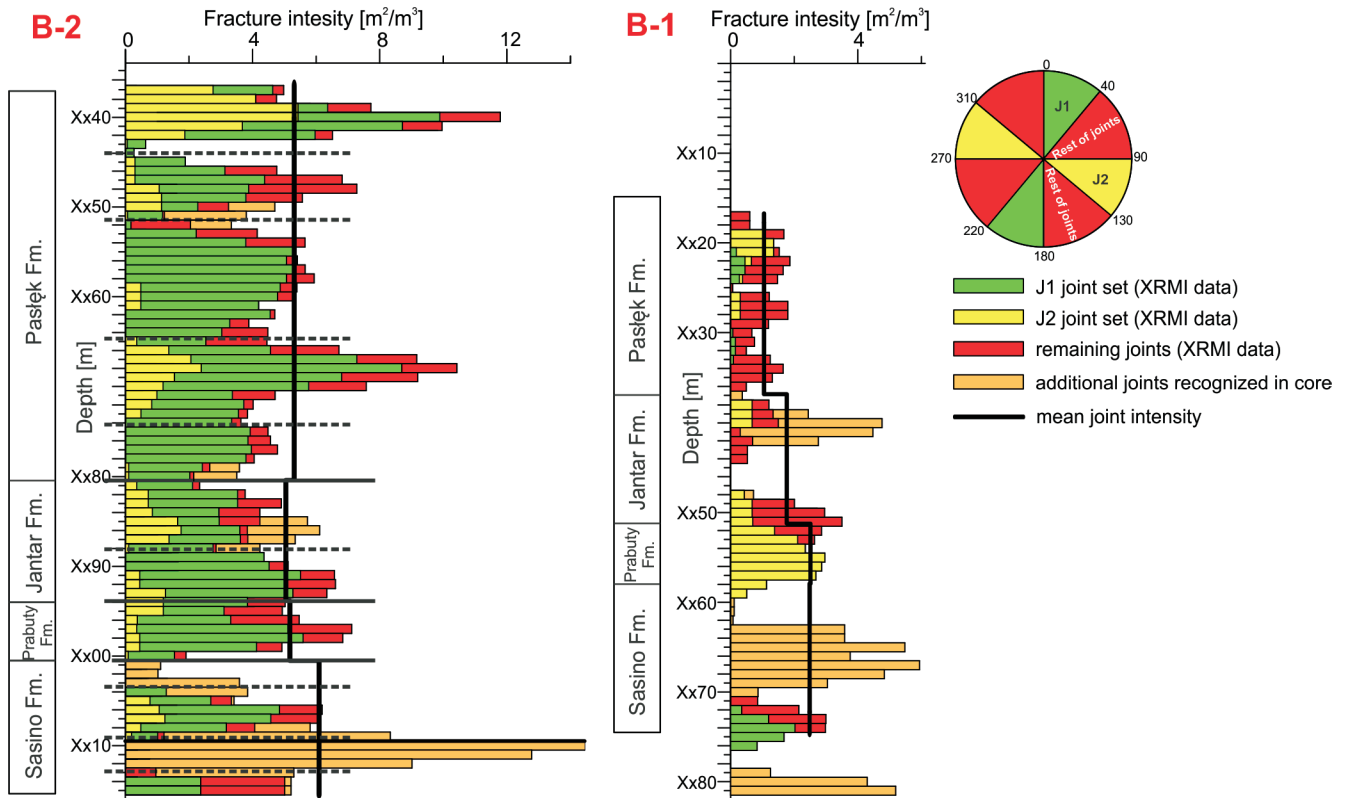 B-2
Fracture intesity [m²/m³]
0 4 8 12
Xx40
Xx50
Xx60
Xx80
Xx90
Xx00
Xx10
Depth [m]
Pasłęk Fm.
Jantar Fm.
Prabuty
Fm.
Sasino Fm.
B-1
Fracture intesity [m²/m³]
0 4
Xx10
Xx20
Xx30
Xx50
Xx60
Xx70
Xx80
Depth [m]
Pasłęk Fm.
Jantar Fm.
Prabuty
Fm.
Sasino Fm.
0
40
90
130
180
220
270
310
J1
Rest of joints
J2
Rest of joints
J1 joint set (XRMI data)
J2 joint set (XRMI data)
remaining joints (XRMI data)
additional joints recognized in core
mean joint intensity